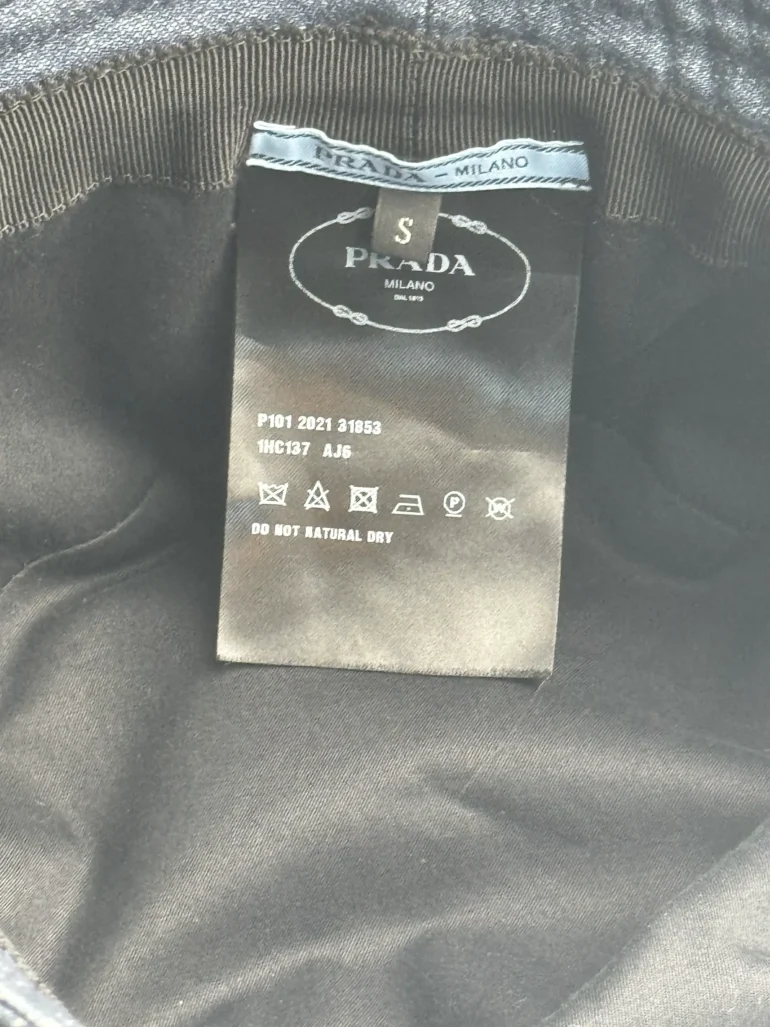 PRADA – MILANO
S
PRADA
MILANO
DAL 1913
P101 2021 31853
1HC137 AJ6
P
W
DO NOT NATURAL DRY